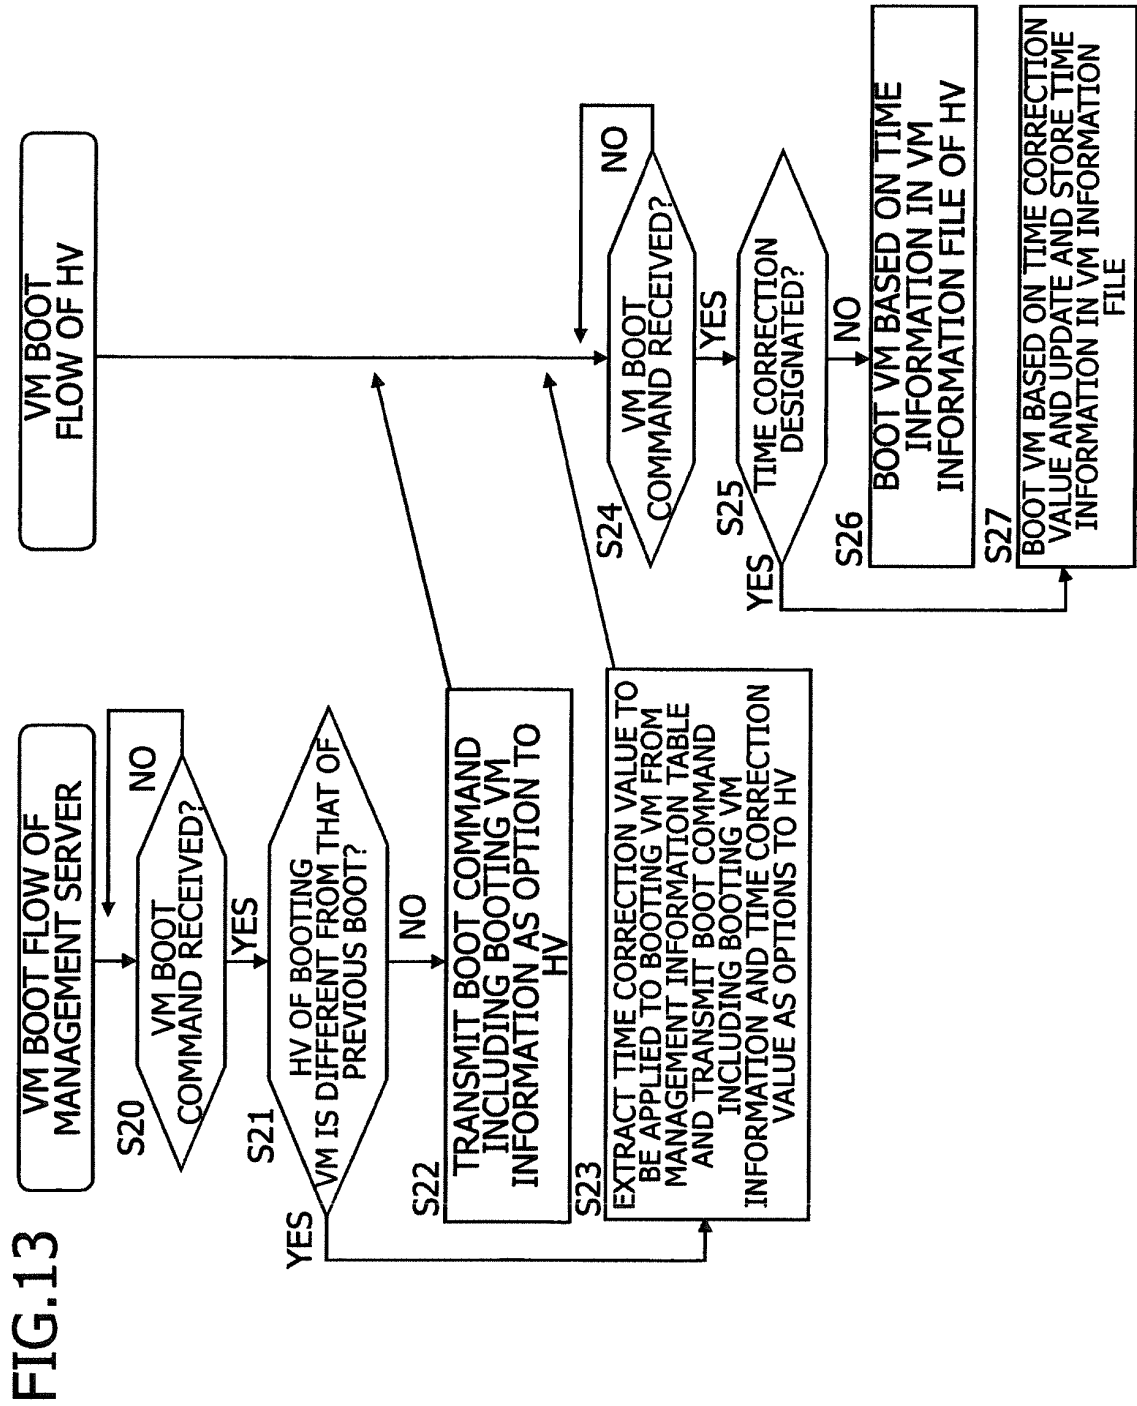 FIG.13
VM BOOT FLOW OF
MANAGEMENT SERVER
S20
VM BOOT
COMMAND RECEIVED?
NO
YES
S21
HV OF BOOTING
VM IS DIFFERENT FROM THAT OF
PREVIOUS BOOT?
YES
NO
S22
TRANSMIT BOOT COMMAND
INCLUDING BOOTING VM
INFORMATION AS OPTION TO
HV
S23
EXTRACT TIME CORRECTION VALUE TO
BE APPLIED TO BOOTING VM FROM
MANAGEMENT INFORMATION TABLE
AND TRANSMIT BOOT COMMAND
INCLUDING BOOTING VM
INFORMATION AND TIME CORRECTION
VALUE AS OPTIONS TO HV
VM BOOT
FLOW OF HV
S24
VM BOOT
COMMAND RECEIVED?
NO
YES
S25
TIME CORRECTION
DESIGNATED?
YES
NO
S26
BOOT VM BASED ON TIME
INFORMATION IN VM
INFORMATION FILE OF HV
S27
BOOT VM BASED ON TIME CORRECTION
VALUE AND UPDATE AND STORE TIME
INFORMATION IN VM INFORMATION
FILE